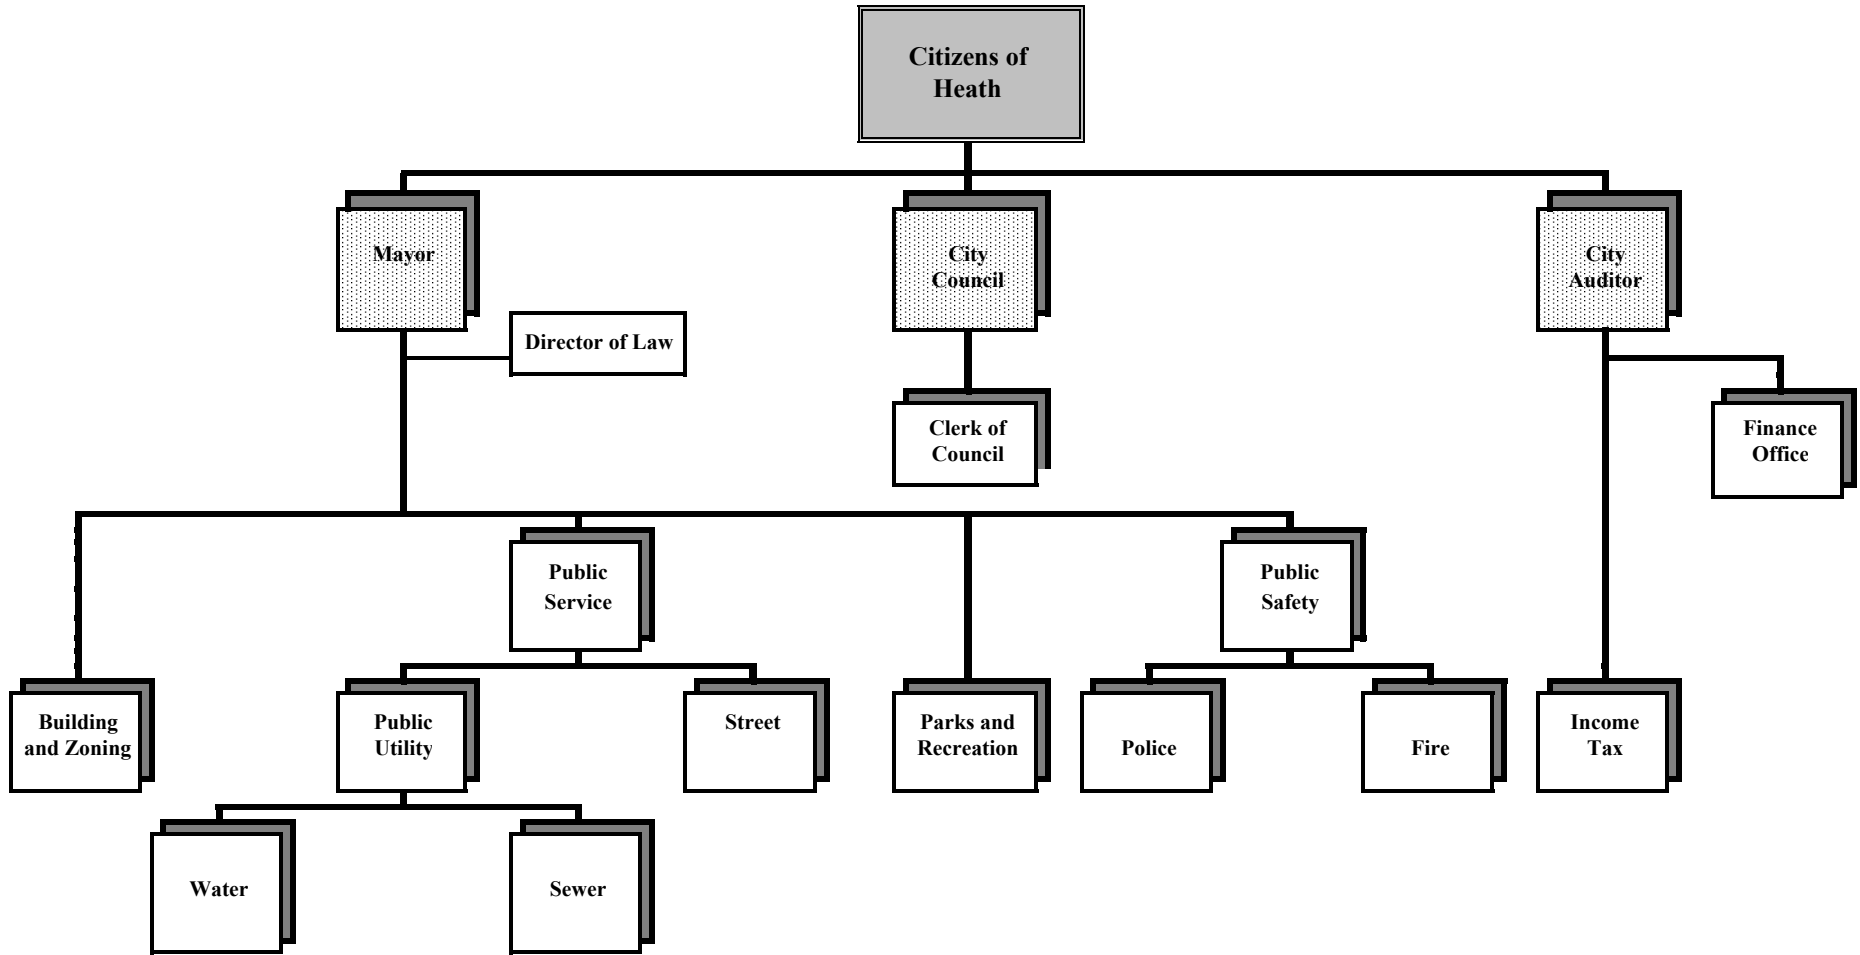 Citizens of
Heath
Mayor
City
Council
City
Auditor
Director of Law
Clerk of
Council
Finance
Office
Public
Service
Public
Safety
Building
and Zoning
Public
Utility
Street
Parks and
Recreation
Police
Fire
Income
Tax
Water
Sewer